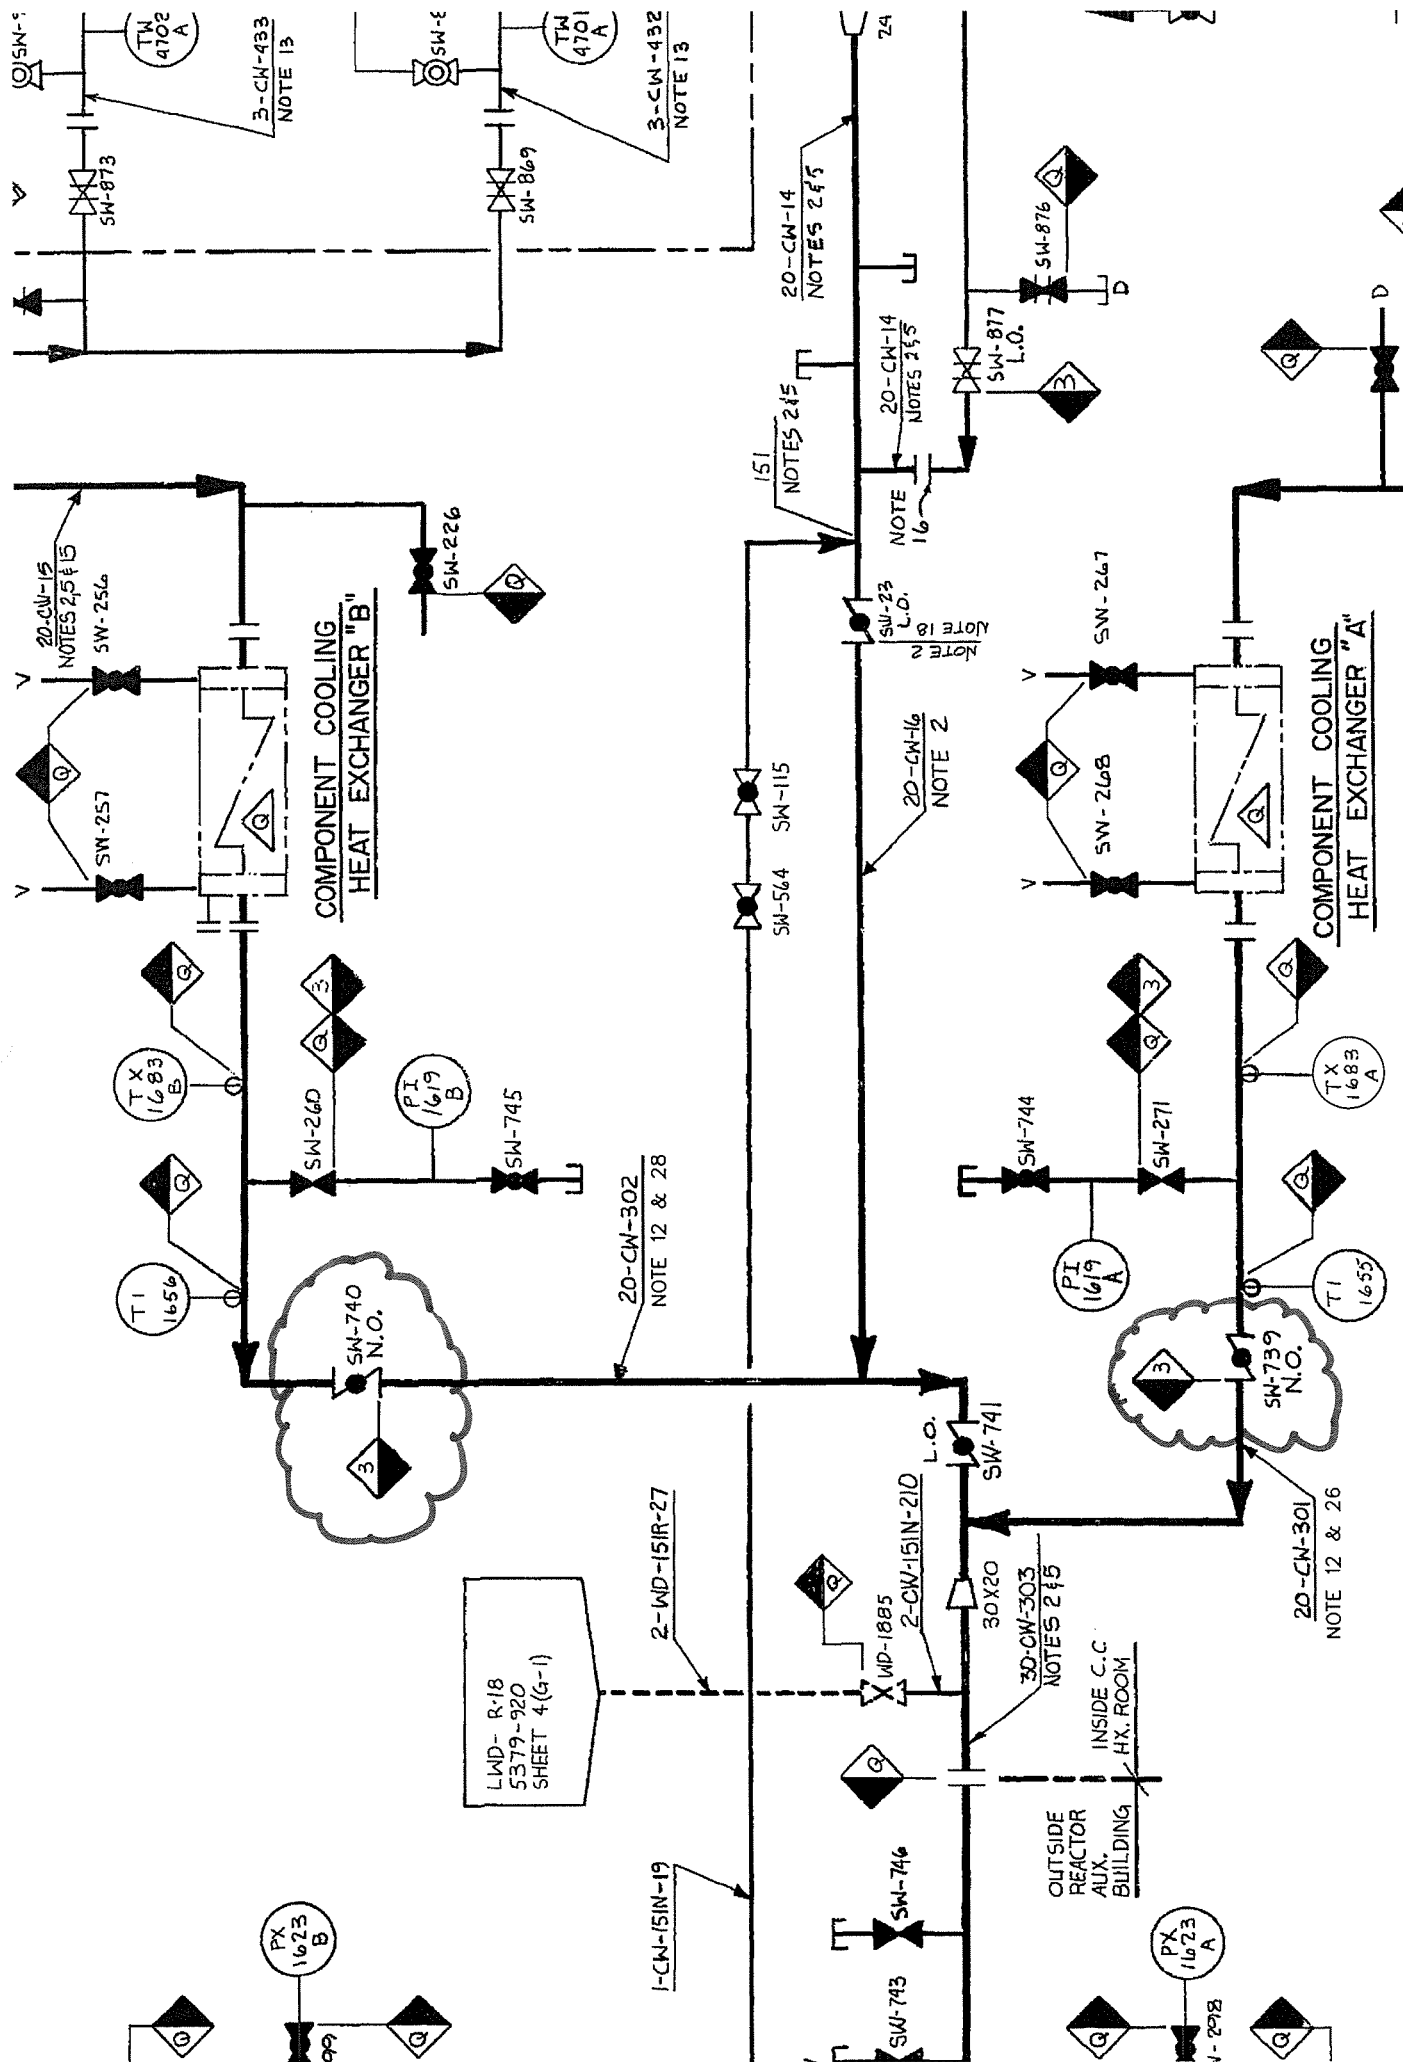 TW
4702
A
3-CW-433
NOTE 13
SW-873
TW
4701
A
3-CW-432
NOTE 13
SW-869
24
20-CW-14
NOTES 2&5
Q
SW-876
D
SW-877
L.O.
3
20-CW-14
NOTES 2&5
151
NOTES 2&5
NOTE
16
Q
D
20-CW-15
NOTES 2,5&15
SW-226
Q
V
SW-256
Q
V
SW-257
Q
COMPONENT COOLING
HEAT EXCHANGER "B"
SW-23
L.O.
NOTE 18
NOTE 2
SW-115
SW-564
20-CW-16
NOTE 2
V
SW-267
Q
V
SW-268
Q
COMPONENT COOLING
HEAT EXCHANGER "A"
Q
TX
1683
B
Q
TI
1656
SW-260
Q
3
PI
1619
B
SW-745
SW-740
N.O.
3
20-CW-302
NOTE 12 & 28
Q
3
SW-744
SW-271
PI
1619
A
Q
TX
1683
A
Q
TI
1655
3
SW-739
N.O.
20-CW-301
NOTE 12 & 26
L.O.
SW-741
2-WD-151R-27
LWD- R-18
5379-920
SHEET 4(G-1)
Q
WD-1885
2-CW-151N-210
30X20
30-CW-303
NOTES 2&5
Q
INSIDE C.C.
HX. ROOM
OUTSIDE
REACTOR
AUX.
BUILDING
1-CW-151N-19
SW-746
SW-743
PX
1623
B
Q
Q
PX
1623
A
Q
Q